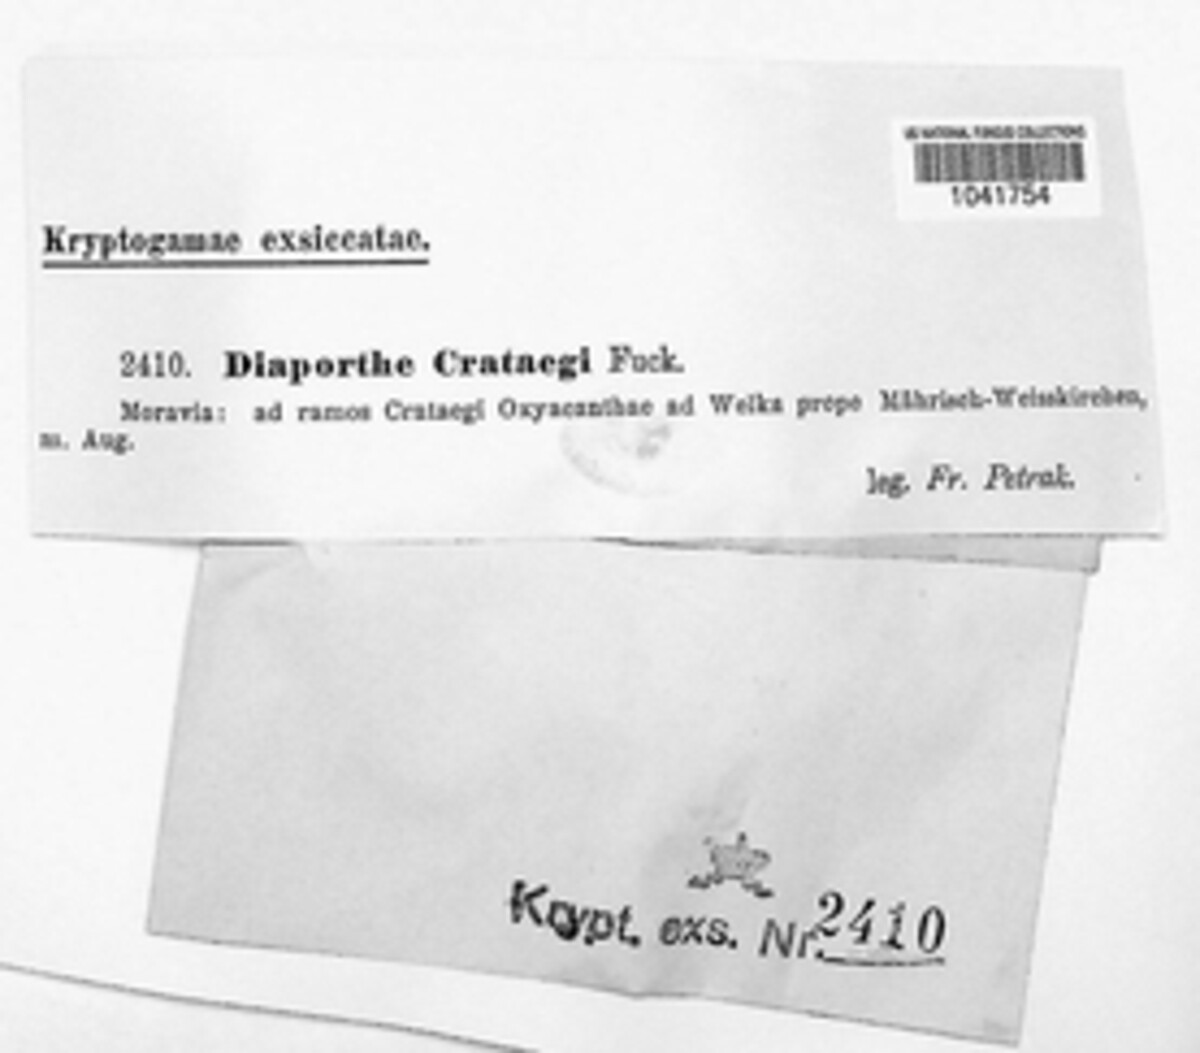 US NATIONAL FUNGUS COLLECTIONS
1041754
Kryptogamae exsiccatae.
2410. Diaporthe Crataegi Fuck.
Moravia: ad ramos Crataegi Oxyacanthae ad Welka prope Mährisch-Weisskirchen,
m. Aug.
leg. Fr. Petrak.
Krypt. exs. Nr. 2410